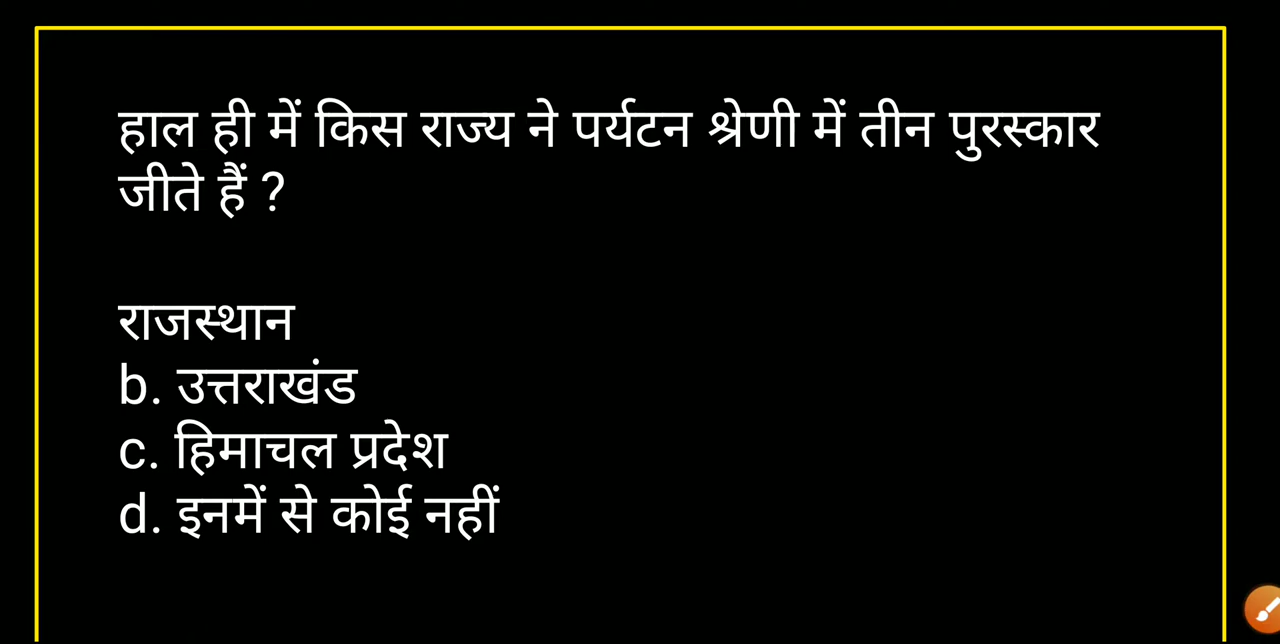 हाल ही में किस राज्य ने पर्यटन श्रेणी में तीन पुरस्कार
जीते हैं ?
राजस्थान
b. उत्तराखंड
c. हिमाचल प्रदेश
d. इनमें से कोई नहीं